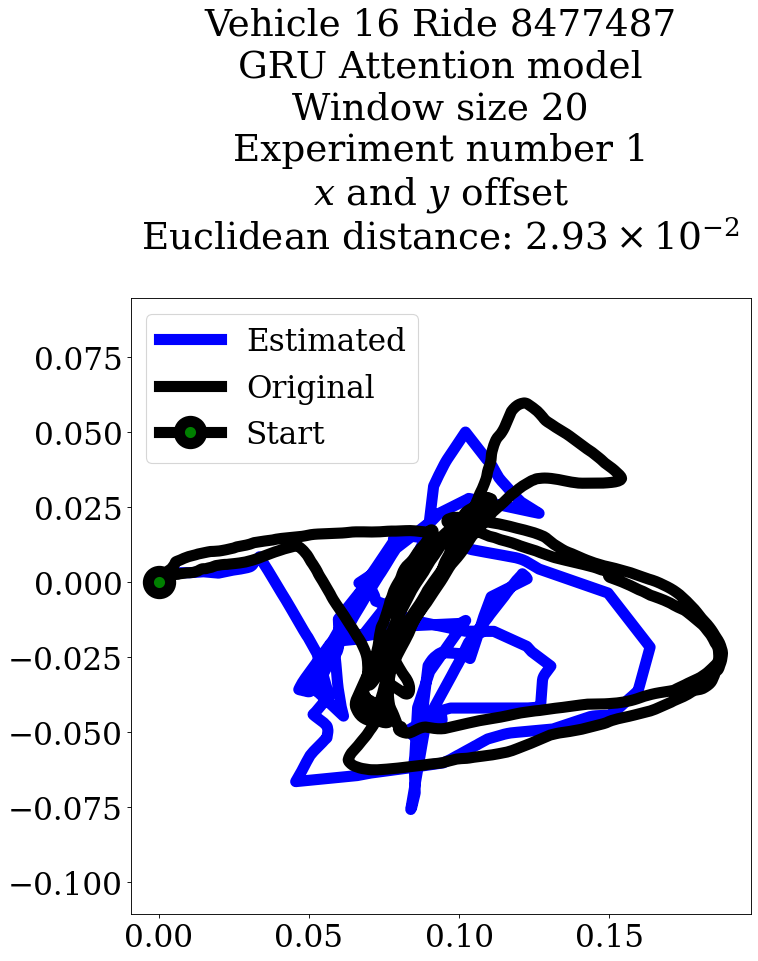 Vehicle 16 Ride 8477487
GRU Attention model
Window size 20
Experiment number 1
x and y offset
Euclidean distance: 2.93 × 10⁻²
Estimated
Original
Start
0.075
0.050
0.025
0.000
−0.025
−0.050
−0.075
−0.100
0.00 0.05 0.10 0.15